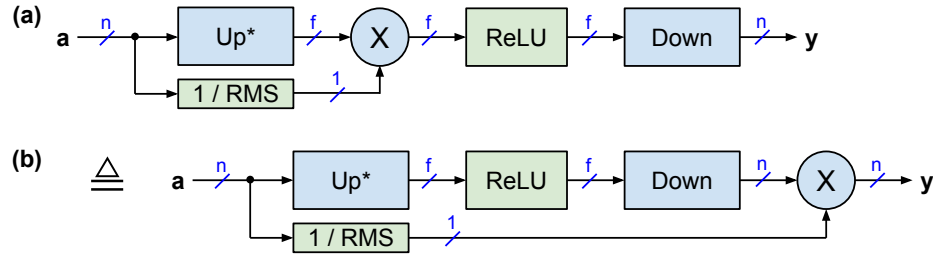 (a)
n f f f n
a Up* X ReLU Down y
1
1 / RMS
(b)
n f f n n
≜ a Up* ReLU Down X y
1
1 / RMS